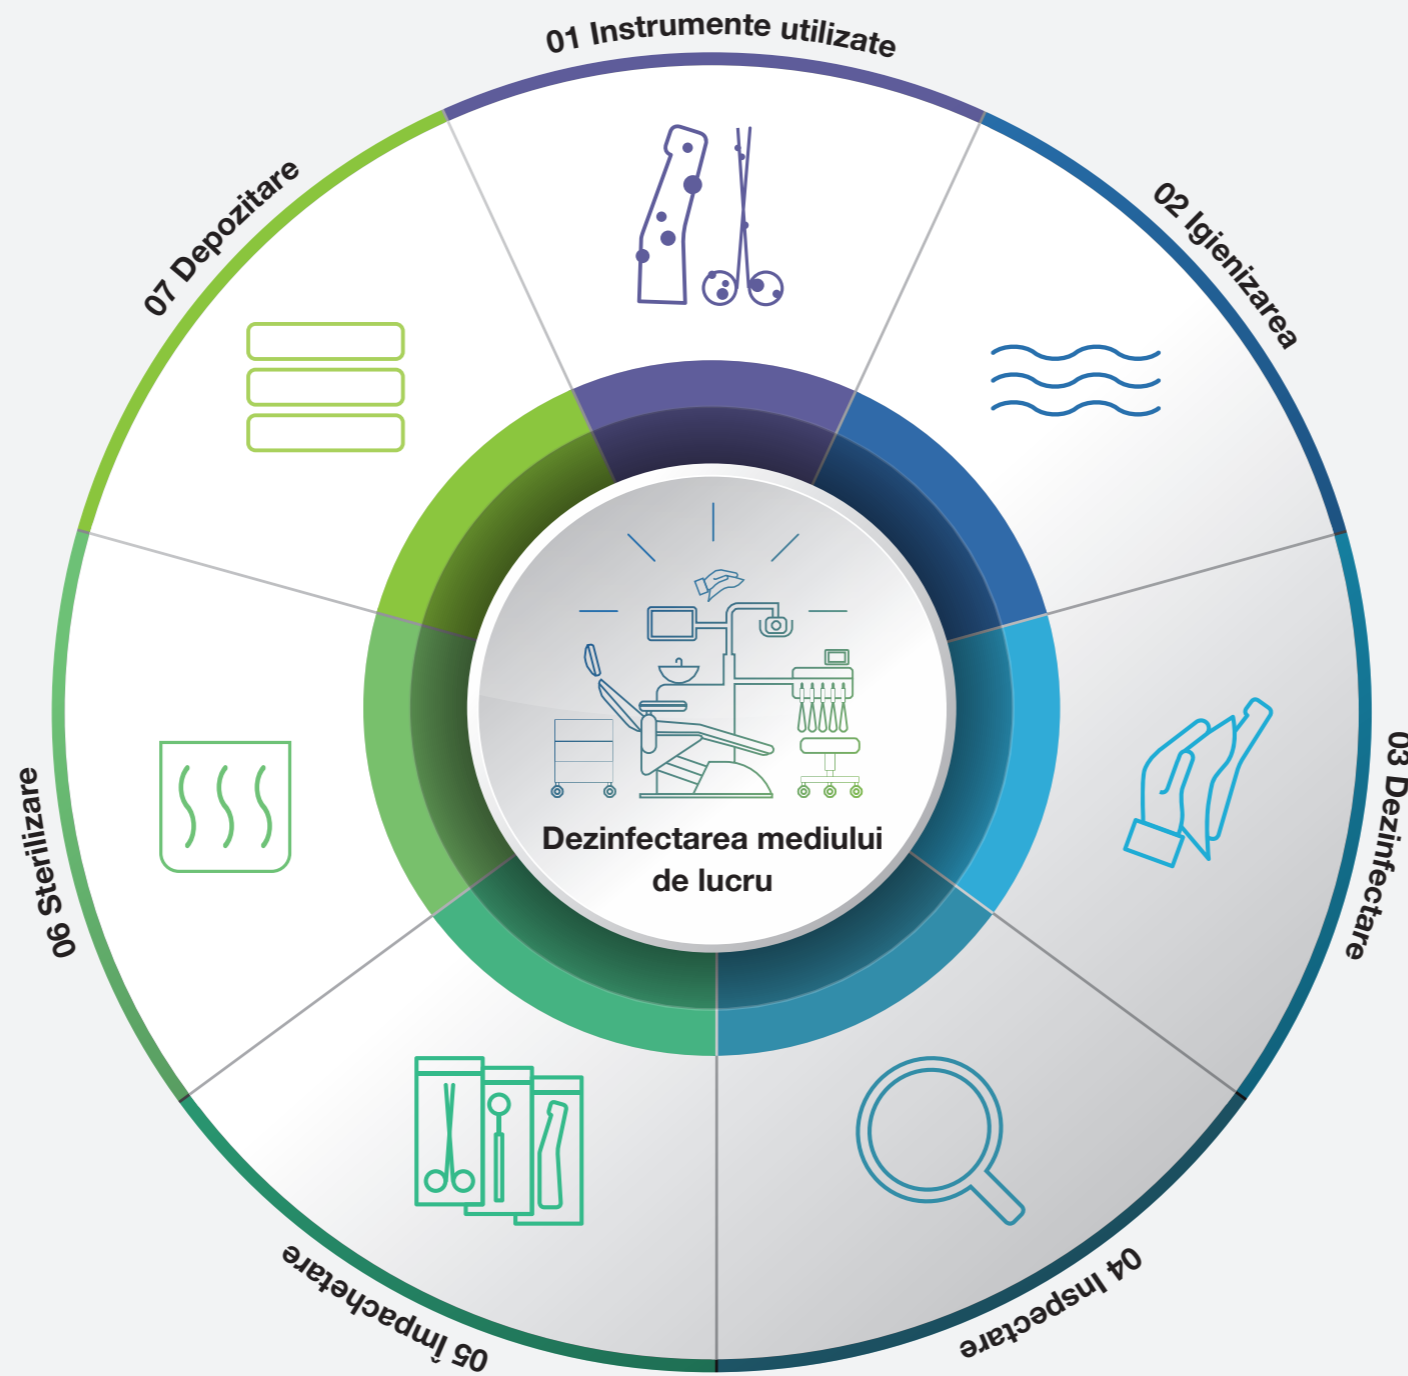 01 Instrumente utilizate
02 Igienizarea
03 Dezinfectare
04 Inspectare
05 Împachetare
06 Sterilizare
07 Depozitare
Dezinfectarea mediului
de lucru